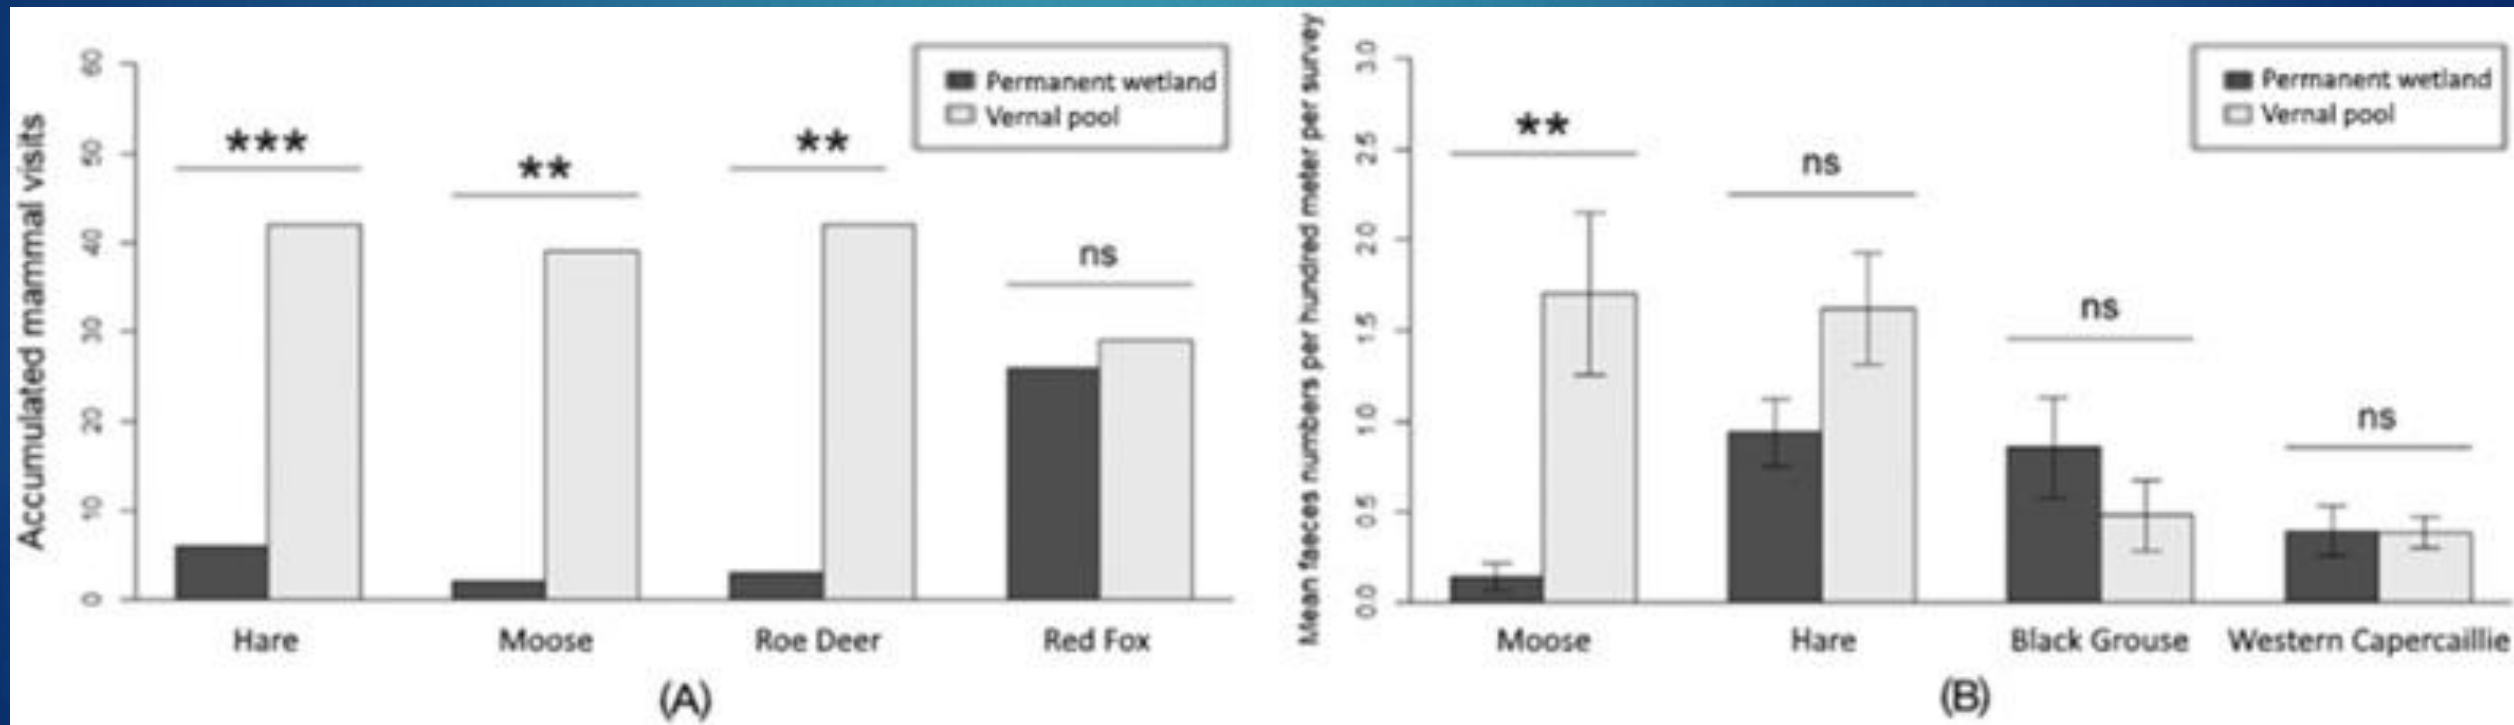 Accumulated mammal visits
60
50
40
30
20
10
0
Permanent wetland
Vernal pool
***
**
**
ns
Hare Moose Roe Deer Red Fox
(A)
Mean faeces numbers per hundred meter per survey
3.0
2.5
2.0
1.5
1.0
0.5
0.0
Permanent wetland
Vernal pool
**
ns
ns
ns
Moose Hare Black Grouse Western Capercaillie
(B)